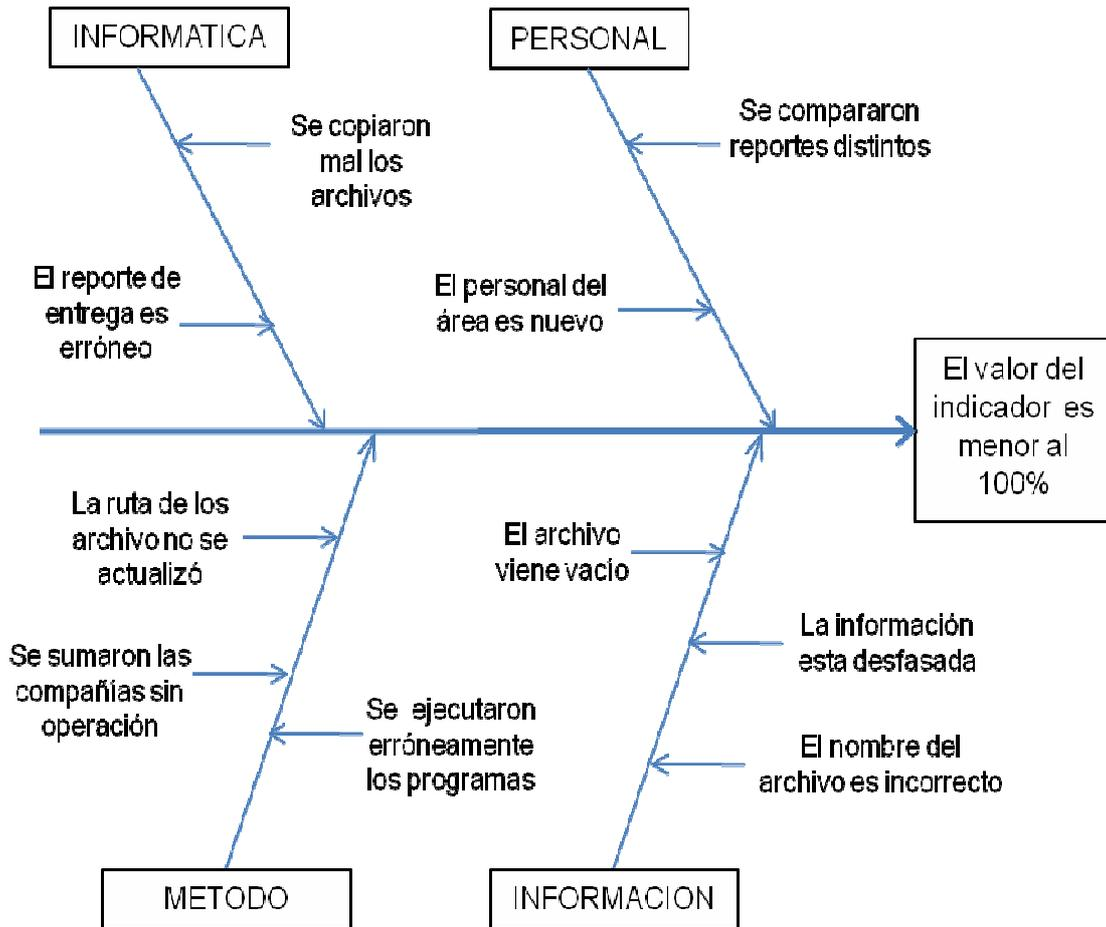 INFORMATICA
PERSONAL
Se copiaron
mal los
archivos
Se compararon
reportes distintos
El reporte de
entrega es
erróneo
El personal del
área es nuevo
El valor del
indicador es
menor al
100%
La ruta de los
archivo no se
actualizó
El archivo
viene vacio
Se sumaron las
compañías sin
operación
La información
esta desfasada
Se ejecutaron
erróneamente
los programas
El nombre del
archivo es incorrecto
METODO
INFORMACION